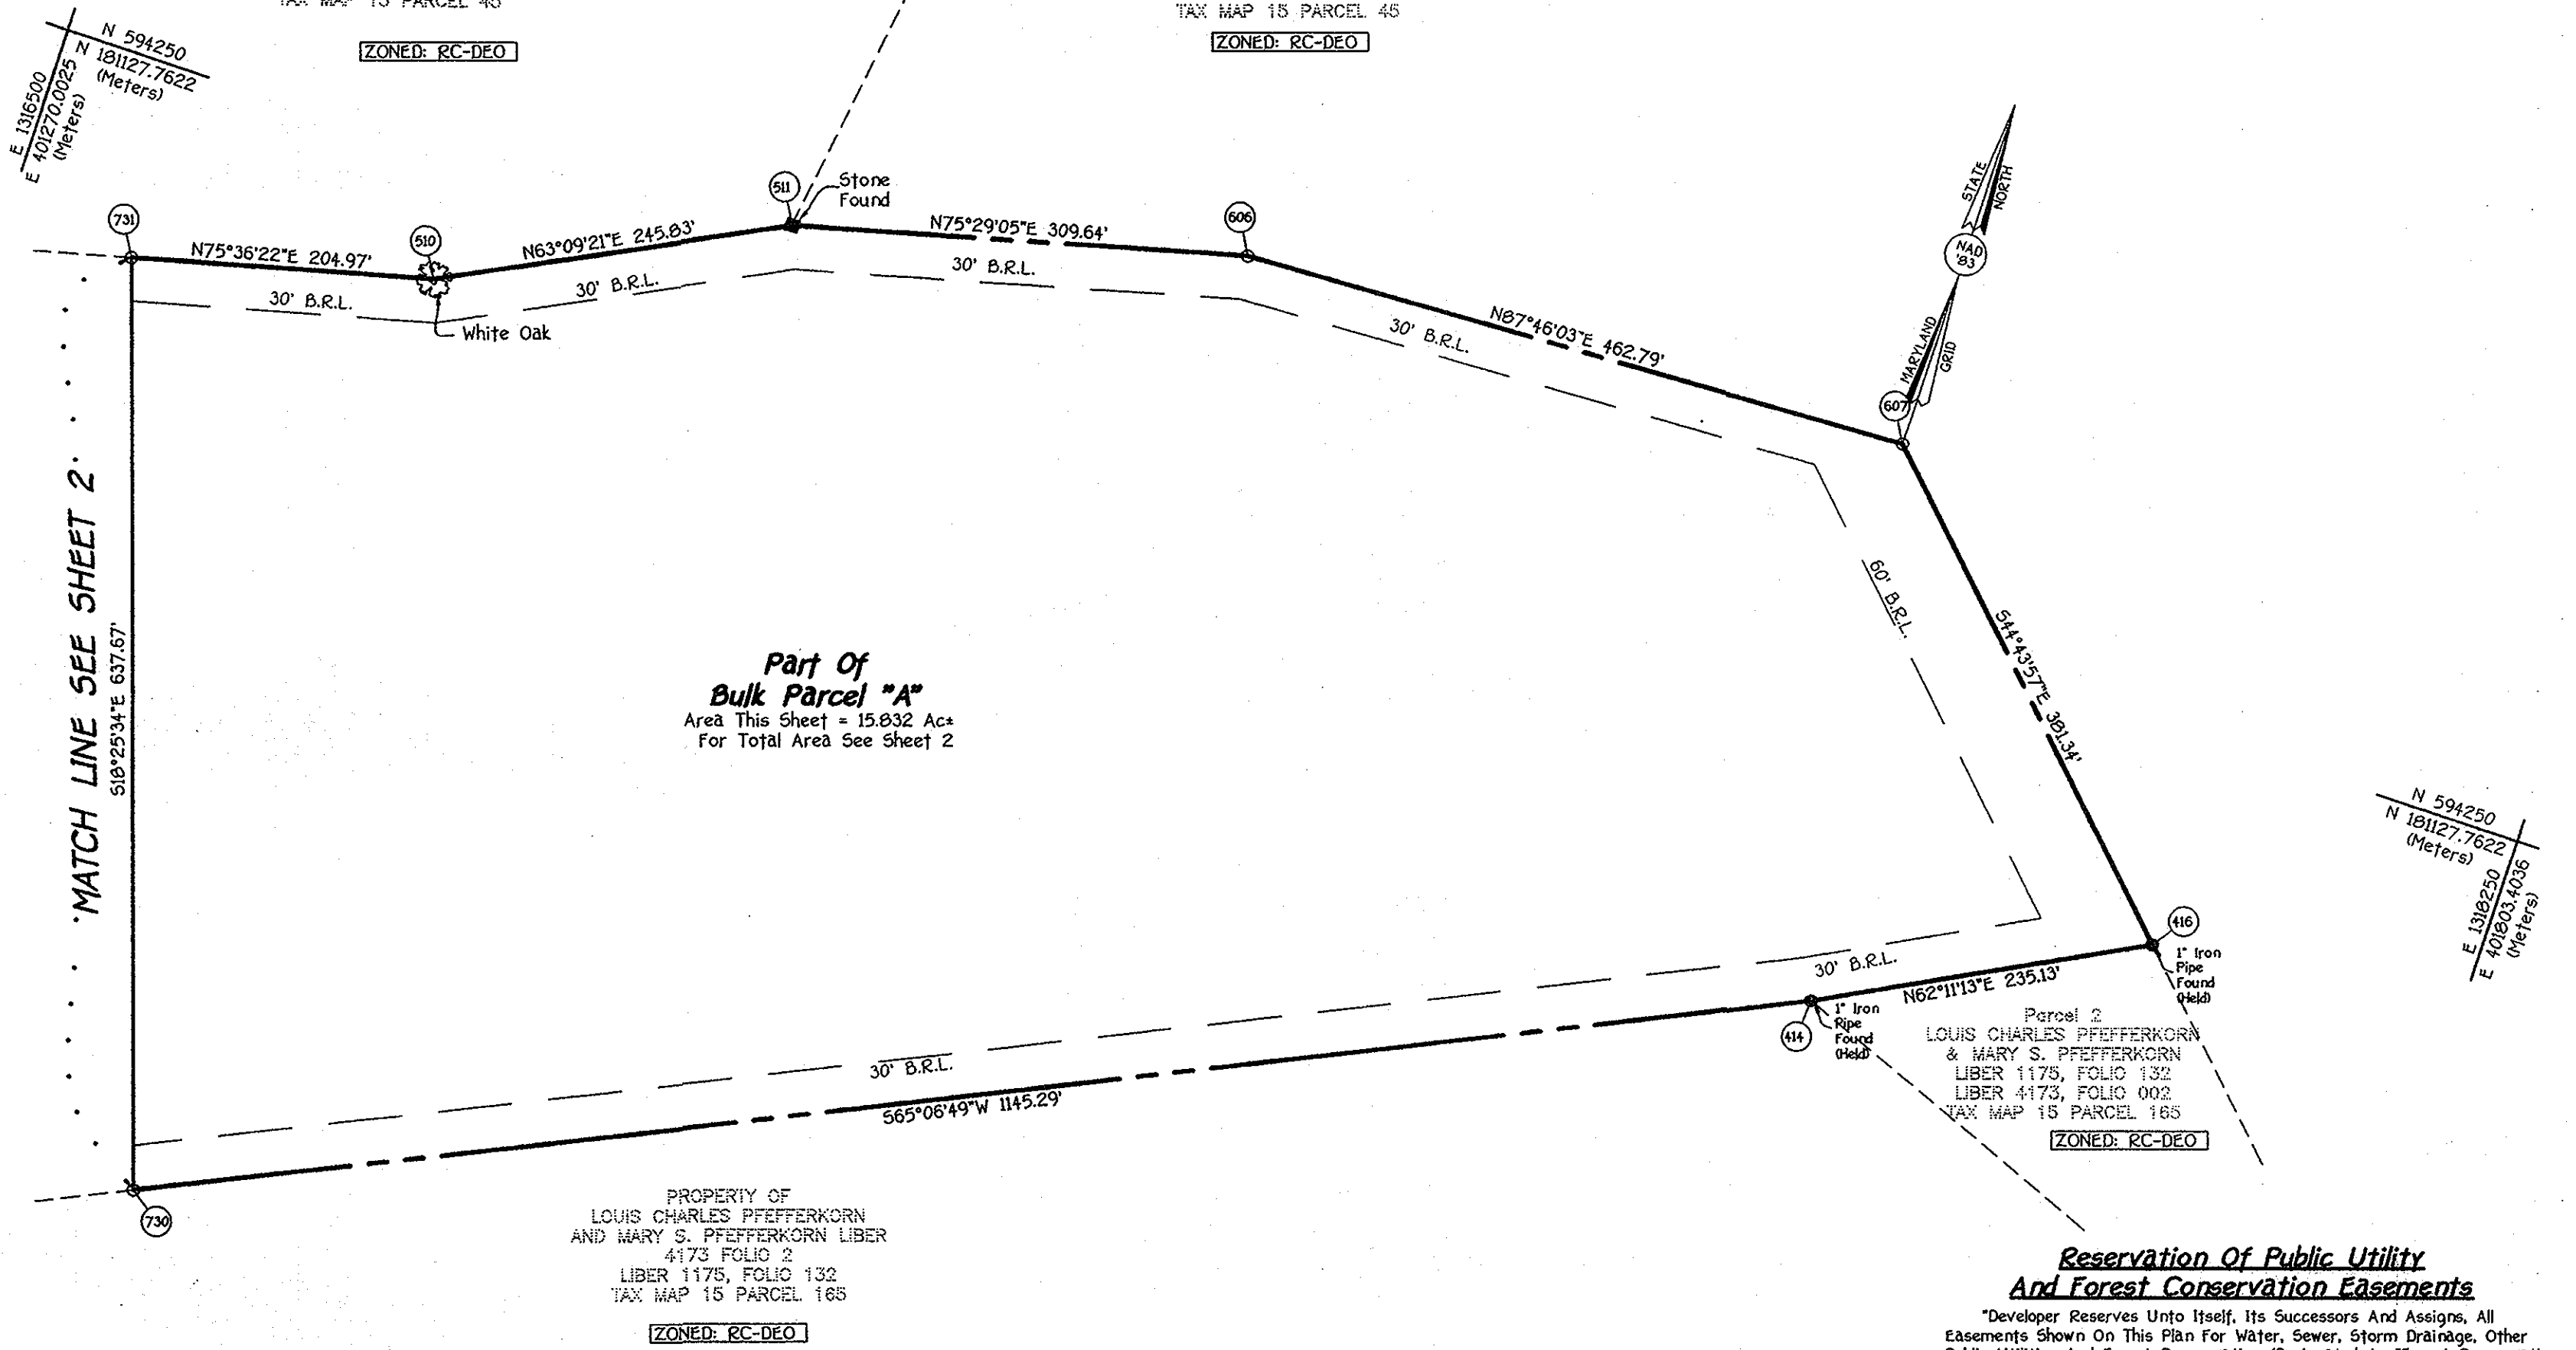 TAX MAP 15 PARCEL 45
ZONED: RC-DEO
TAX MAP 15 PARCEL 45
ZONED: RC-DEO
N 594250
N 181127.7622
(Meters)
E 1316500
E 401270.0025
(Meters)
STATE
NORTH
NAD
'83
MARYLAND
GRID
731
510
511
Stone
Found
606
607
N75°36'22"E 204.97'
N63°09'21"E 245.83'
N75°29'05"E 309.64'
N87°46'03"E 462.79'
30' B.R.L.
30' B.R.L.
30' B.R.L.
30' B.R.L.
White Oak
MATCH LINE SEE SHEET 2
S18°25'34"E 637.67'
60' B.R.L.
S44°43'57"E 381.34'
Part Of
Bulk Parcel "A"
Area This Sheet = 15.832 Ac±
For Total Area See Sheet 2
N 594250
N 181127.7622
(Meters)
E 1318250
E 401803.4036
(Meters)
416
1" Iron
Pipe
Found
(Held)
30' B.R.L.
N62°11'13"E 235.13'
414
1" Iron
Pipe
Found
(Held)
Parcel 2
LOUIS CHARLES PFEFFERKORN
& MARY S. PFEFFERKORN
LIBER 1175, FOLIO 132
LIBER 4173, FOLIO 002
TAX MAP 15 PARCEL 165
ZONED: RC-DEO
30' B.R.L.
S65°06'49"W 1145.29'
730
PROPERTY OF
LOUIS CHARLES PFEFFERKORN
AND MARY S. PFEFFERKORN LIBER
4173 FOLIO 2
LIBER 1175, FOLIO 132
TAX MAP 15 PARCEL 165
ZONED: RC-DEO
Reservation Of Public Utility
And Forest Conservation Easements
"Developer Reserves Unto Itself, Its Successors And Assigns, All
Easements Shown On This Plan For Water, Sewer, Storm Drainage, Other